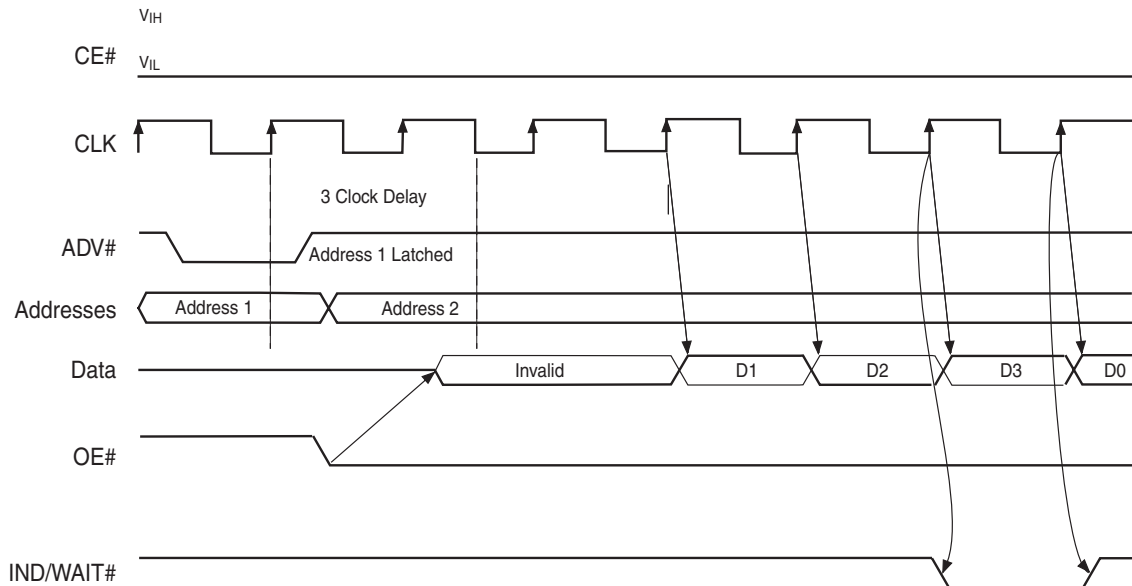 VIH
CE#
VIL
CLK
3 Clock Delay
ADV#
Address 1 Latched
Addresses
Address 1
Address 2
Data
Invalid
D1
D2
D3
D0
OE#
IND/WAIT#